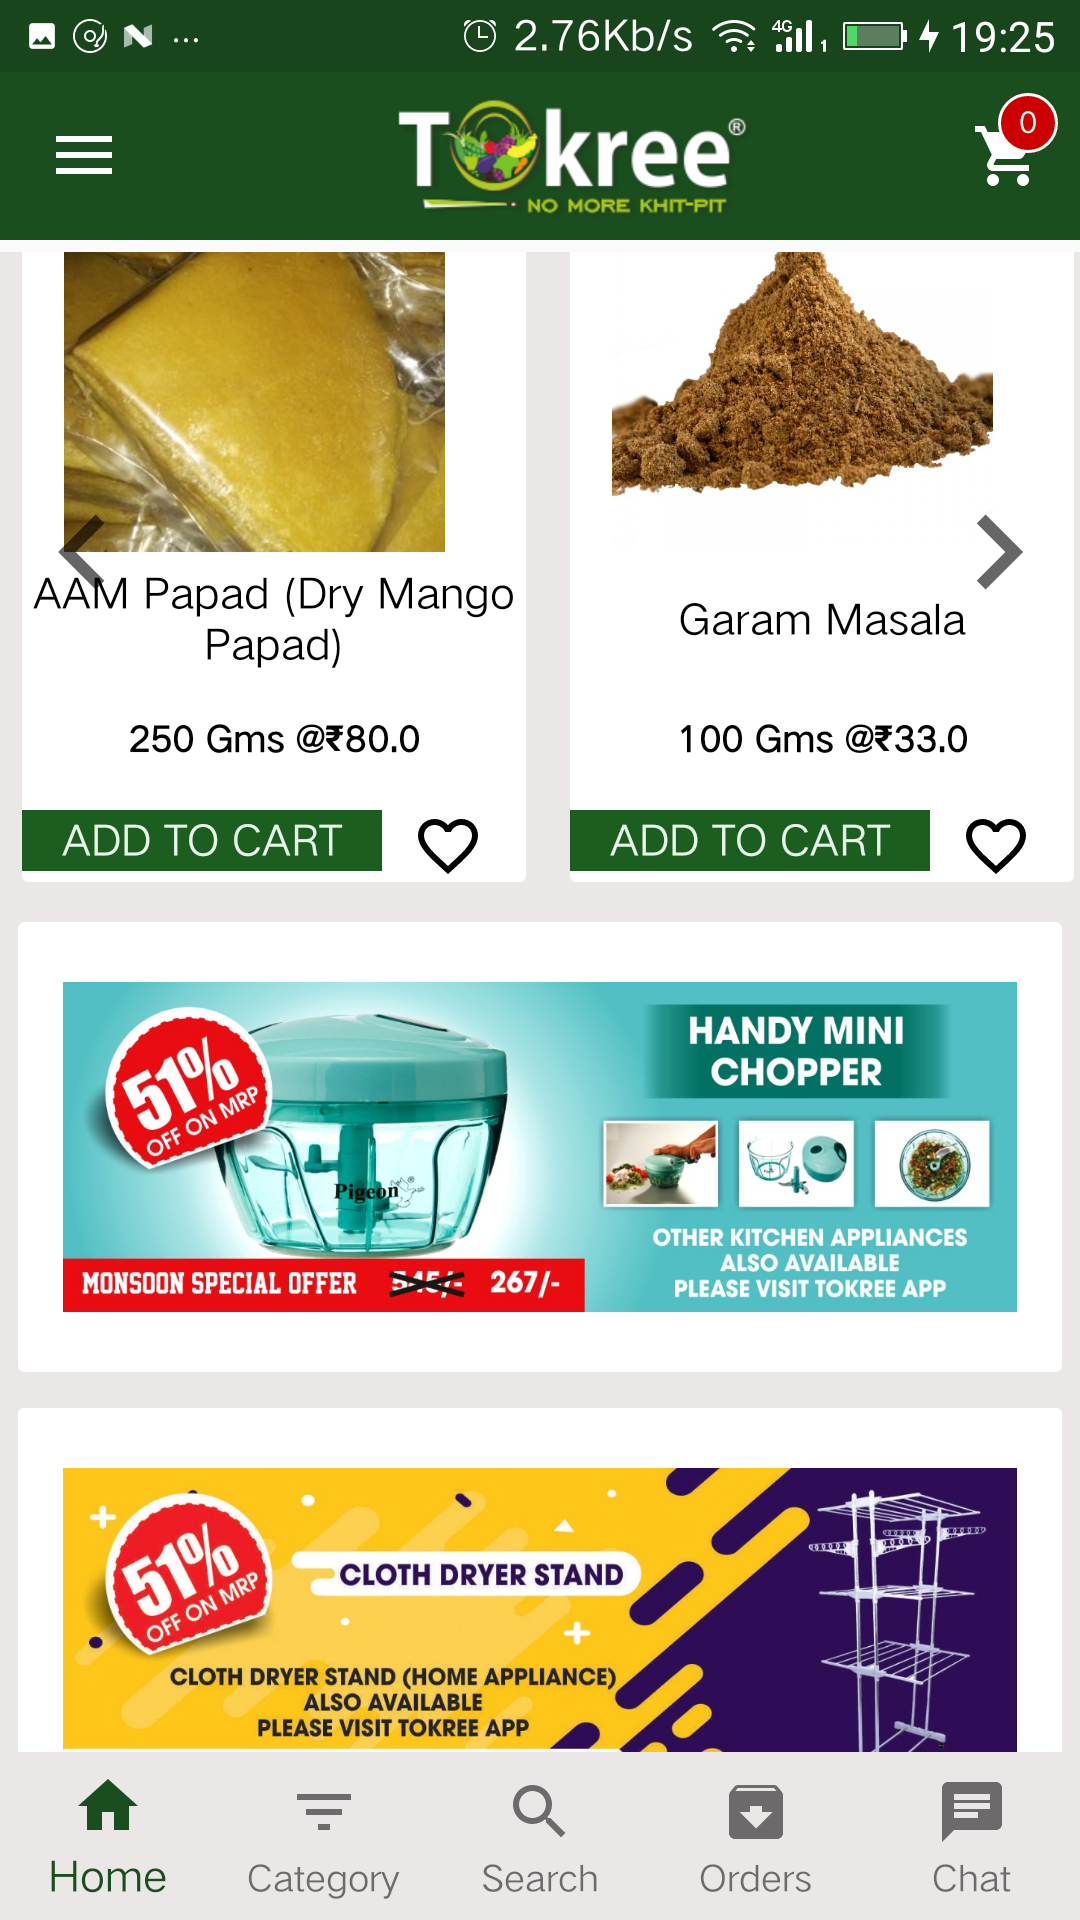 2.76Kb/s 4G 1 19:25
Tokree®
NO MORE KHIT-PIT
0
AAM Papad (Dry Mango
Papad)
250 Gms @₹80.0
ADD TO CART
Garam Masala
100 Gms @₹33.0
ADD TO CART
51%
OFF ON MRP
Pigeon®
MONSOON SPECIAL OFFER 545/- 267/-
HANDY MINI
CHOPPER
OTHER KITCHEN APPLIANCES
ALSO AVAILABLE
PLEASE VISIT TOKREE APP
51%
OFF ON MRP
CLOTH DRYER STAND
CLOTH DRYER STAND (HOME APPLIANCE)
ALSO AVAILABLE
PLEASE VISIT TOKREE APP
Home Category Search Orders Chat